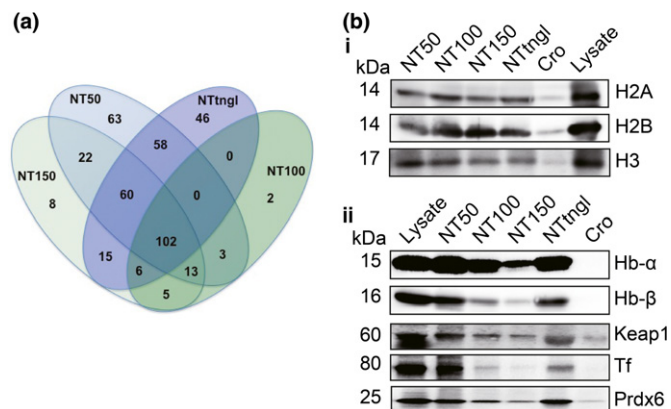 (a)
NT50
NTtngl
63
46
58
22
0
NT150
NT100
8
60
0
2
102
15
3
6
13
5
(b)
i
NT50 NT100 NT150 NTtngl Cro Lysate
kDa
14 H2A
14 H2B
17 H3
ii
Lysate NT50 NT100 NT150 NTtngl Cro
kDa
15 Hb-α
16 Hb-β
60 Keap1
80 Tf
25 Prdx6